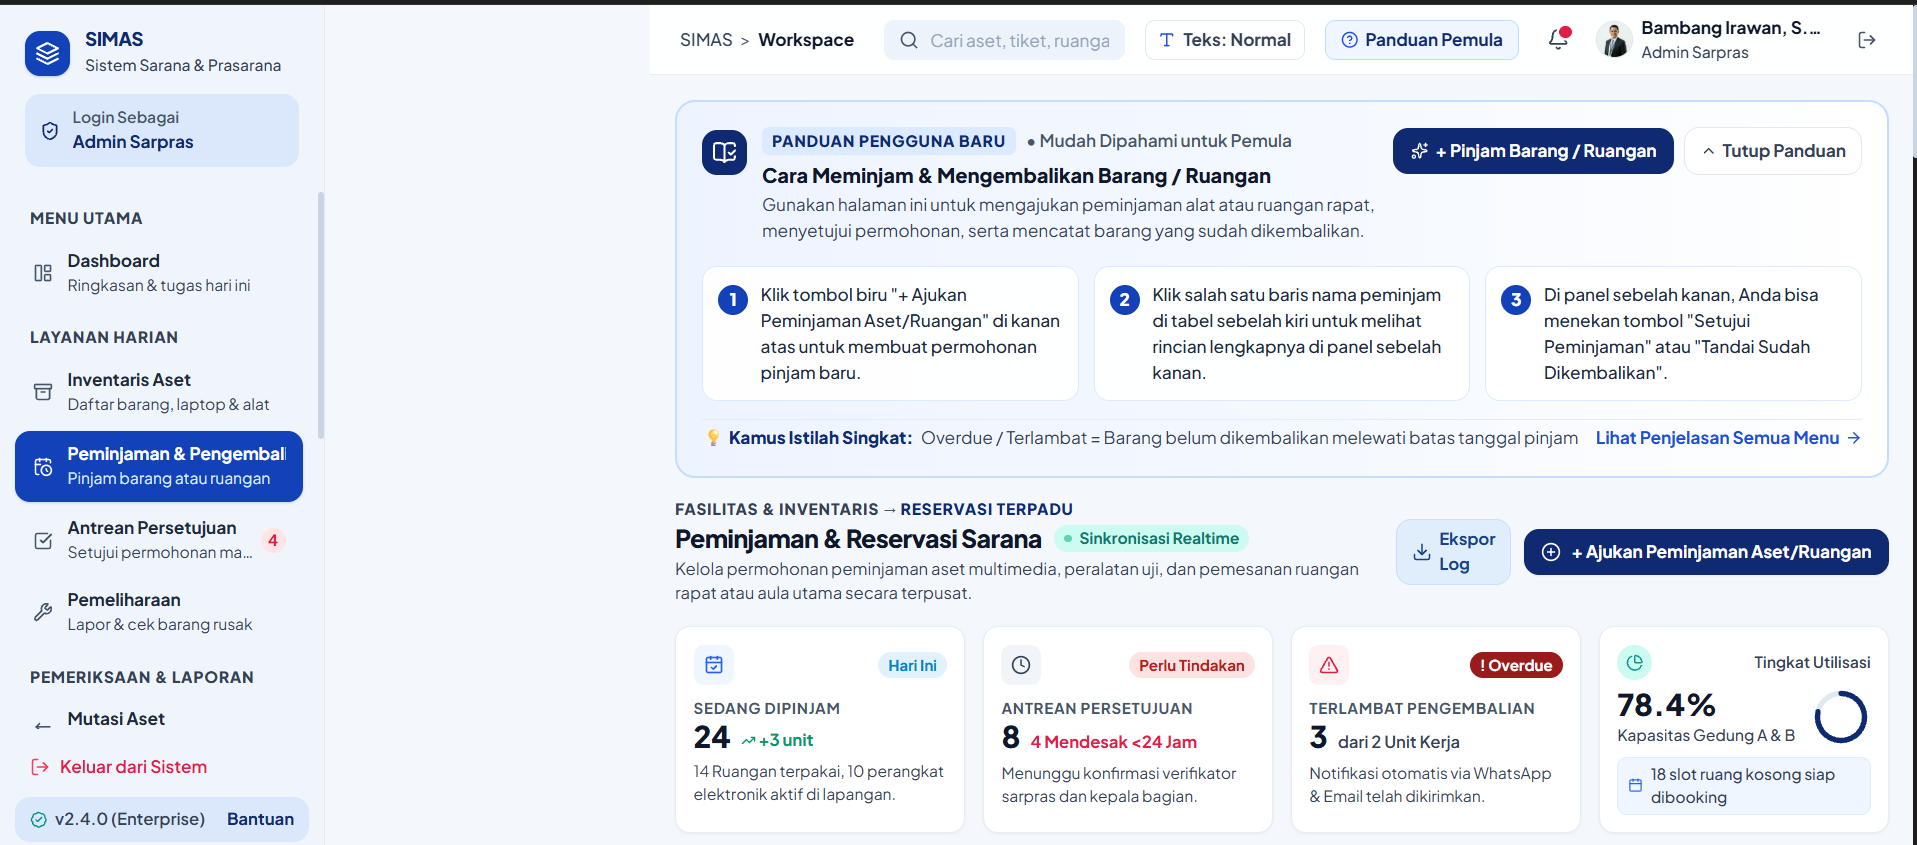 SIMAS
Sistem Sarana & Prasarana
Login Sebagai
Admin Sarpras
MENU UTAMA
Dashboard
Ringkasan & tugas hari ini
LAYANAN HARIAN
Inventaris Aset
Daftar barang, laptop & alat
Peminjaman & Pengembali
Pinjam barang atau ruangan
Antrean Persetujuan
Setujui permohonan ma...
4
Pemeliharaan
Lapor & cek barang rusak
PEMERIKSAAN & LAPORAN
Mutasi Aset
Keluar dari Sistem
v2.4.0 (Enterprise) Bantuan
SIMAS > Workspace
Cari aset, tiket, ruanga
Teks: Normal
Panduan Pemula
Bambang Irawan, S....
Admin Sarpras
PANDUAN PENGGUNA BARU • Mudah Dipahami untuk Pemula
Cara Meminjam & Mengembalikan Barang / Ruangan
Gunakan halaman ini untuk mengajukan peminjaman alat atau ruangan rapat,
menyetujui permohonan, serta mencatat barang yang sudah dikembalikan.
+ Pinjam Barang / Ruangan
Tutup Panduan
1
Klik tombol biru "+ Ajukan
Peminjaman Aset/Ruangan" di kanan
atas untuk membuat permohonan
pinjam baru.
2
Klik salah satu baris nama peminjam
di tabel sebelah kiri untuk melihat
rincian lengkapnya di panel sebelah
kanan.
3
Di panel sebelah kanan, Anda bisa
menekan tombol "Setujui
Peminjaman" atau "Tandai Sudah
Dikembalikan".
Kamus Istilah Singkat: Overdue / Terlambat = Barang belum dikembalikan melewati batas tanggal pinjam
Lihat Penjelasan Semua Menu →
FASILITAS & INVENTARIS → RESERVASI TERPADU
Peminjaman & Reservasi Sarana
Sinkronisasi Realtime
Kelola permohonan peminjaman aset multimedia, peralatan uji, dan pemesanan ruangan
rapat atau aula utama secara terpusat.
Ekspor
Log
+ Ajukan Peminjaman Aset/Ruangan
Hari Ini
SEDANG DIPINJAM
24 +3 unit
14 Ruangan terpakai, 10 perangkat
elektronik aktif di lapangan.
Perlu Tindakan
ANTREAN PERSETUJUAN
8 4 Mendesak <24 Jam
Menunggu konfirmasi verifikator
sarpras dan kepala bagian.
! Overdue
TERLAMBAT PENGEMBALIAN
3 dari 2 Unit Kerja
Notifikasi otomatis via WhatsApp
& Email telah dikirimkan.
Tingkat Utilisasi
78.4%
Kapasitas Gedung A & B
18 slot ruang kosong siap
dibooking